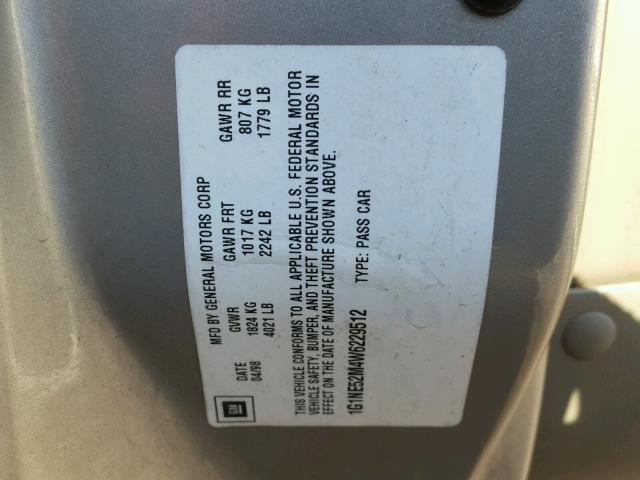 GM
MFD BY GENERAL MOTORS CORP
DATE GVWR GAWR FRT GAWR RR
04/98 1824 KG 1017 KG 807 KG
4021 LB 2242 LB 1779 LB
THIS VEHICLE CONFORMS TO ALL APPLICABLE U.S. FEDERAL MOTOR
VEHICLE SAFETY, BUMPER, AND THEFT PREVENTION STANDARDS IN
EFFECT ON THE DATE OF MANUFACTURE SHOWN ABOVE.
1G1NE52M4W6229512 TYPE: PASS CAR